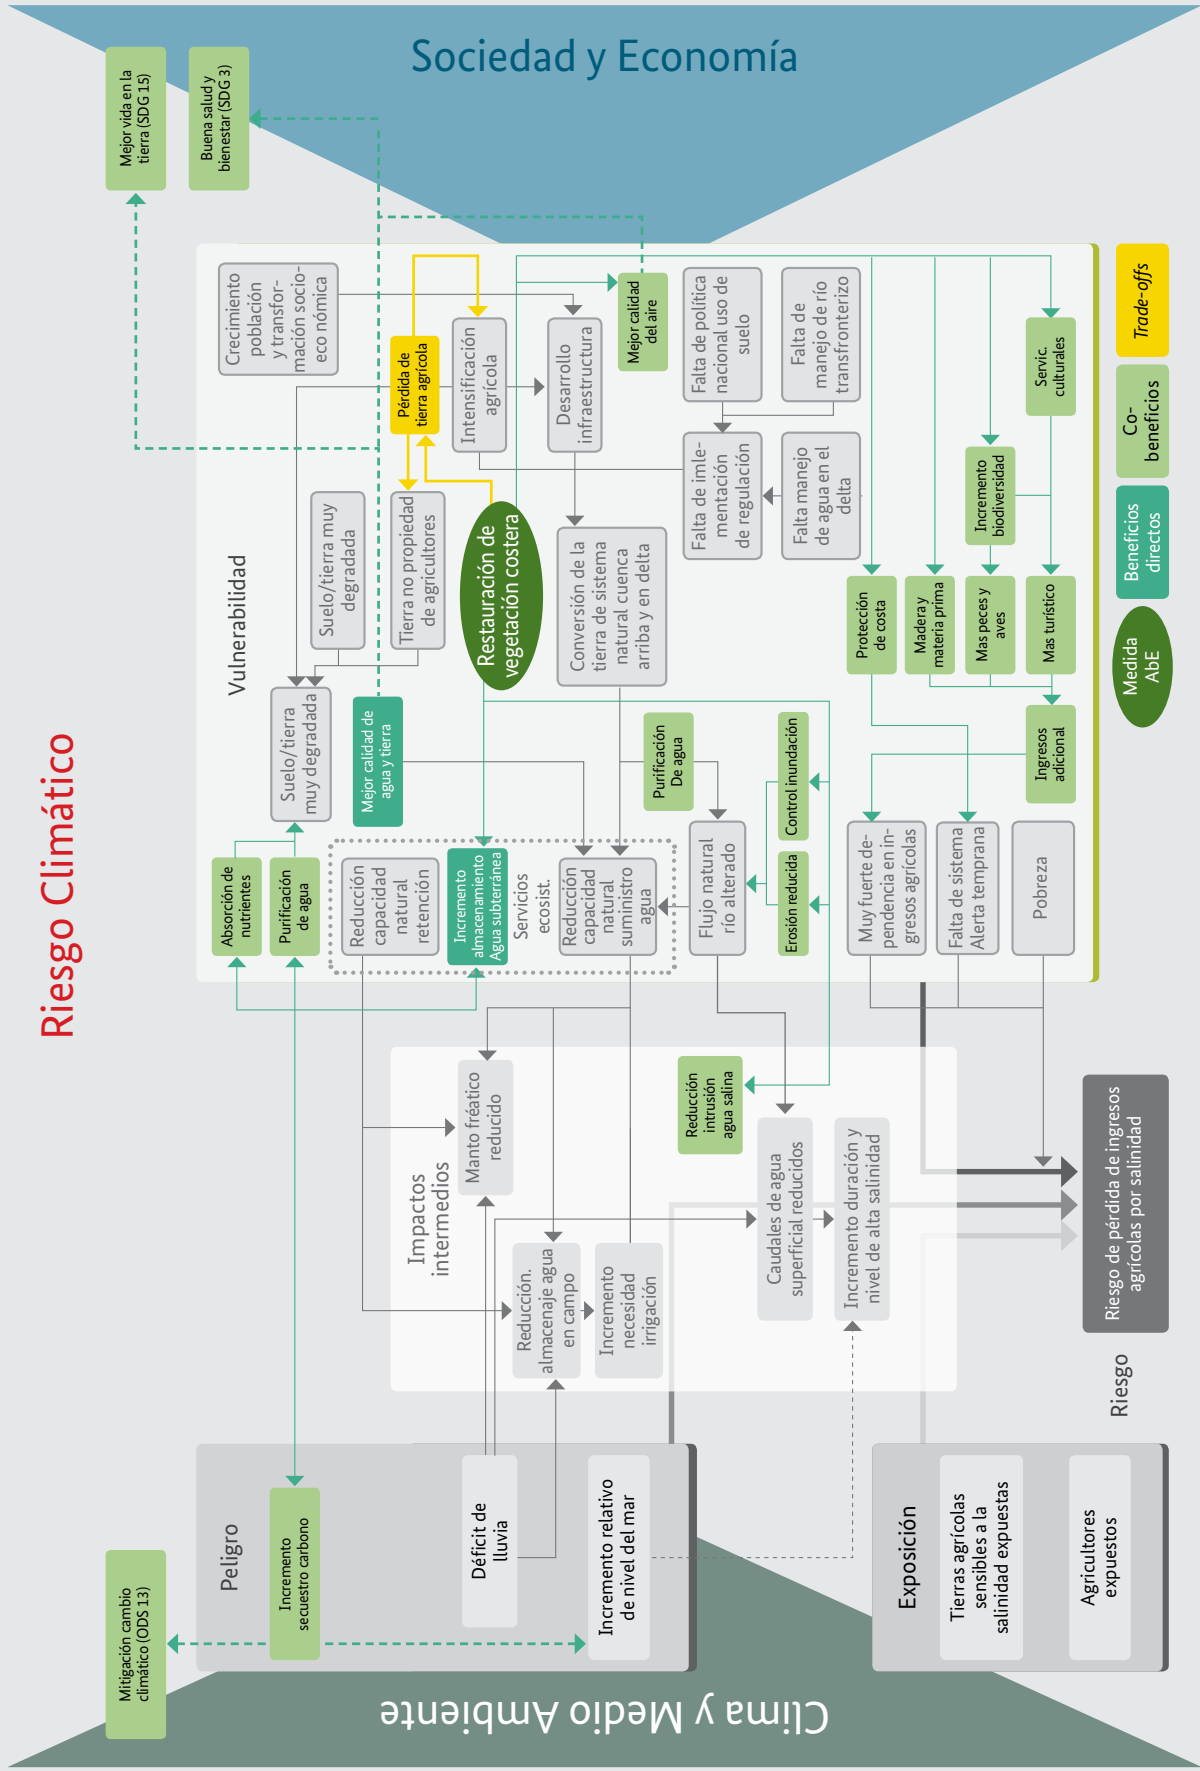 Riesgo Climático
Clima y Medio Ambiente
Sociedad y Economía
Mitigación cambio
climático (ODS 13)
Mejor vida en la
tierra (SDG 15)
Buena salud y
bienestar (SDG 3)
Peligro
Incremento
secuestro carbono
Déficit de
lluvia
Incremento relativo
de nivel del mar
Exposición
Tierras agrícolas
sensibles a la
salinidad expuestas
Agricultores
expuestos
Impactos
intermedios
Manto fréatico
reducido
Reducción.
almacenaje agua
en campo
Incremento
necesidad
irrigación
Reducción
intrusión
agua salina
Caudales de agua
superficial reducidos
Incremento duración y
nivel de alta salinidad
Riesgo
Riesgo de pérdida de ingresos
agrícolas por salinidad
Vulnerabilidad
Absorción de
nutrientes
Purificación
de agua
Suelo/tierra
muy degradada
Suelo/tierra muy
degradada
Crecimiento
población
y transfor-
mación socio-
eco nómica
Reducción
capacidad
natural
retención
Mejor calidad de
agua y tierra
Tierra no propiedad
de agricultores
Pérdida de
tierra agrícola
Incremento
almacenamiento
Agua subterránea
Servicios
ecosist.
Reducción
capacidad
natural
suministro
agua
Restauración de
vegetación costera
Intensificación
agrícola
Desarrollo
infraestructura
Conversión de la
tierra de sistema
natural cuenca
arriba y en delta
Mejor calidad
del aire
Purificación
De agua
Flujo natural
río alterado
Falta de imle-
mentación
de regulación
Falta de política
nacional uso de
suelo
Falta manejo
de agua en el
delta
Falta de
manejo de río
transfronterizo
Erosión reducida
Control inundación
Muy fuerte de-
pendencia en in-
gresos agrícolas
Falta de sistema
Alerta temprana
Pobreza
Protección
de costa
Madera y
materia prima
Mas peces y
aves
Mas turístico
Ingresos
adicional
Incremento
biodiversidad
Servic.
culturales
Medida
AbE
Beneficios
directos
Co-
beneficios
Trade-offs